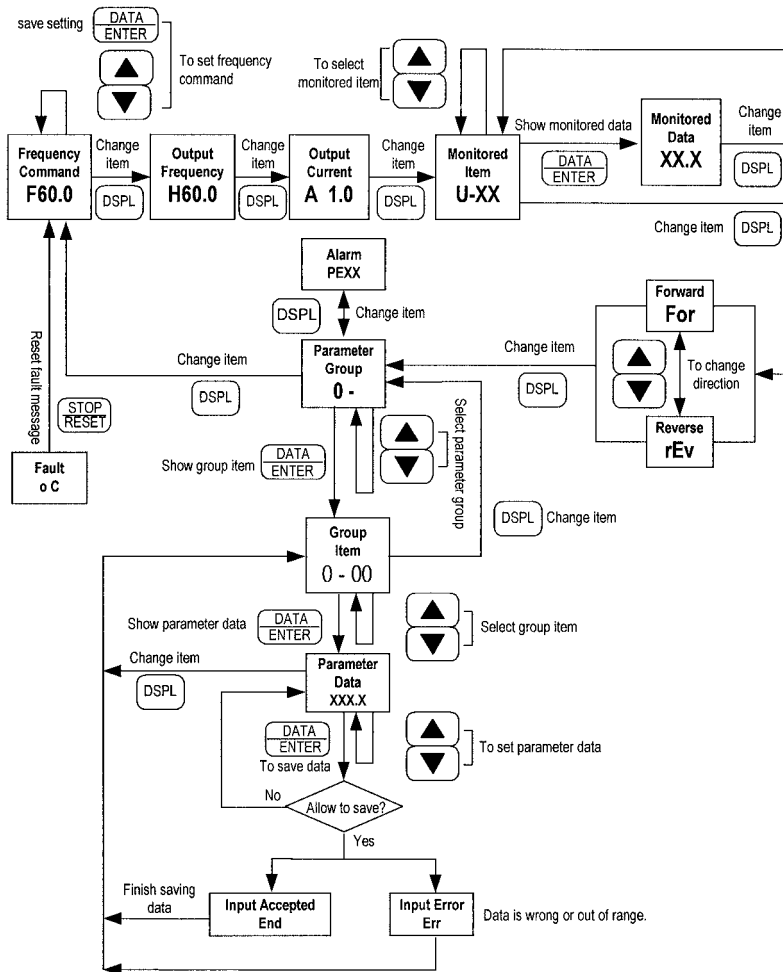 save setting
DATA
ENTER
To set frequency
command
To select
monitored item
Frequency
Command
F60.0
Change
item
DSPL
Output
Frequency
H60.0
Change
item
DSPL
Output
Current
A 1.0
Change
item
DSPL
Monitored
Item
U-XX
Show monitored data
DATA
ENTER
Monitored
Data
XX.X
Change
item
DSPL
Change item
DSPL
Alarm
PEXX
DSPL
Change item
Forward
For
To change
direction
Reverse
rEv
Change item
DSPL
Parameter
Group
0 -
Change item
DSPL
Reset fault message
STOP
RESET
Fault
o C
Show group item
DATA
ENTER
Select parameter
group
DSPL
Change item
Group
Item
0 - 00
Show parameter data
DATA
ENTER
Select group item
Change item
DSPL
Parameter
Data
XXX.X
DATA
ENTER
To save data
To set parameter data
No
Allow to save?
Yes
Finish saving
data
Input Accepted
End
Input Error
Err
Data is wrong or out of range.